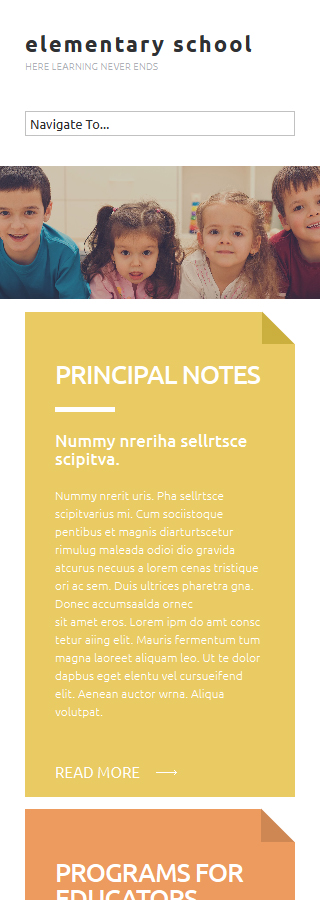 elementary school
HERE LEARNING NEVER ENDS
Navigate To...
PRINCIPAL NOTES
Nummy nreriha sellrtsce
scipitva.
Nummy nrerit uris. Pha sellrtsce
scipitvarius mi. Cum sociistoque
pentibus et magnis diarturtscetur
rimulug maleada odioi dio gravida
atcurus necuus a lorem cenas tristique
ori ac sem. Duis ultrices pharetra gna.
Donec accumsaalda ornec
sit amet eros. Lorem ipm do amt consc
tetur aiing elit. Mauris fermentum tum
magna laoreet aliquam leo. Ut te dolor
dapbus eget elentu vel cursueifend
elit. Aenean auctor wrna. Aliqua
volutpat.
READ MORE
PROGRAMS FOR
EDUCATORS